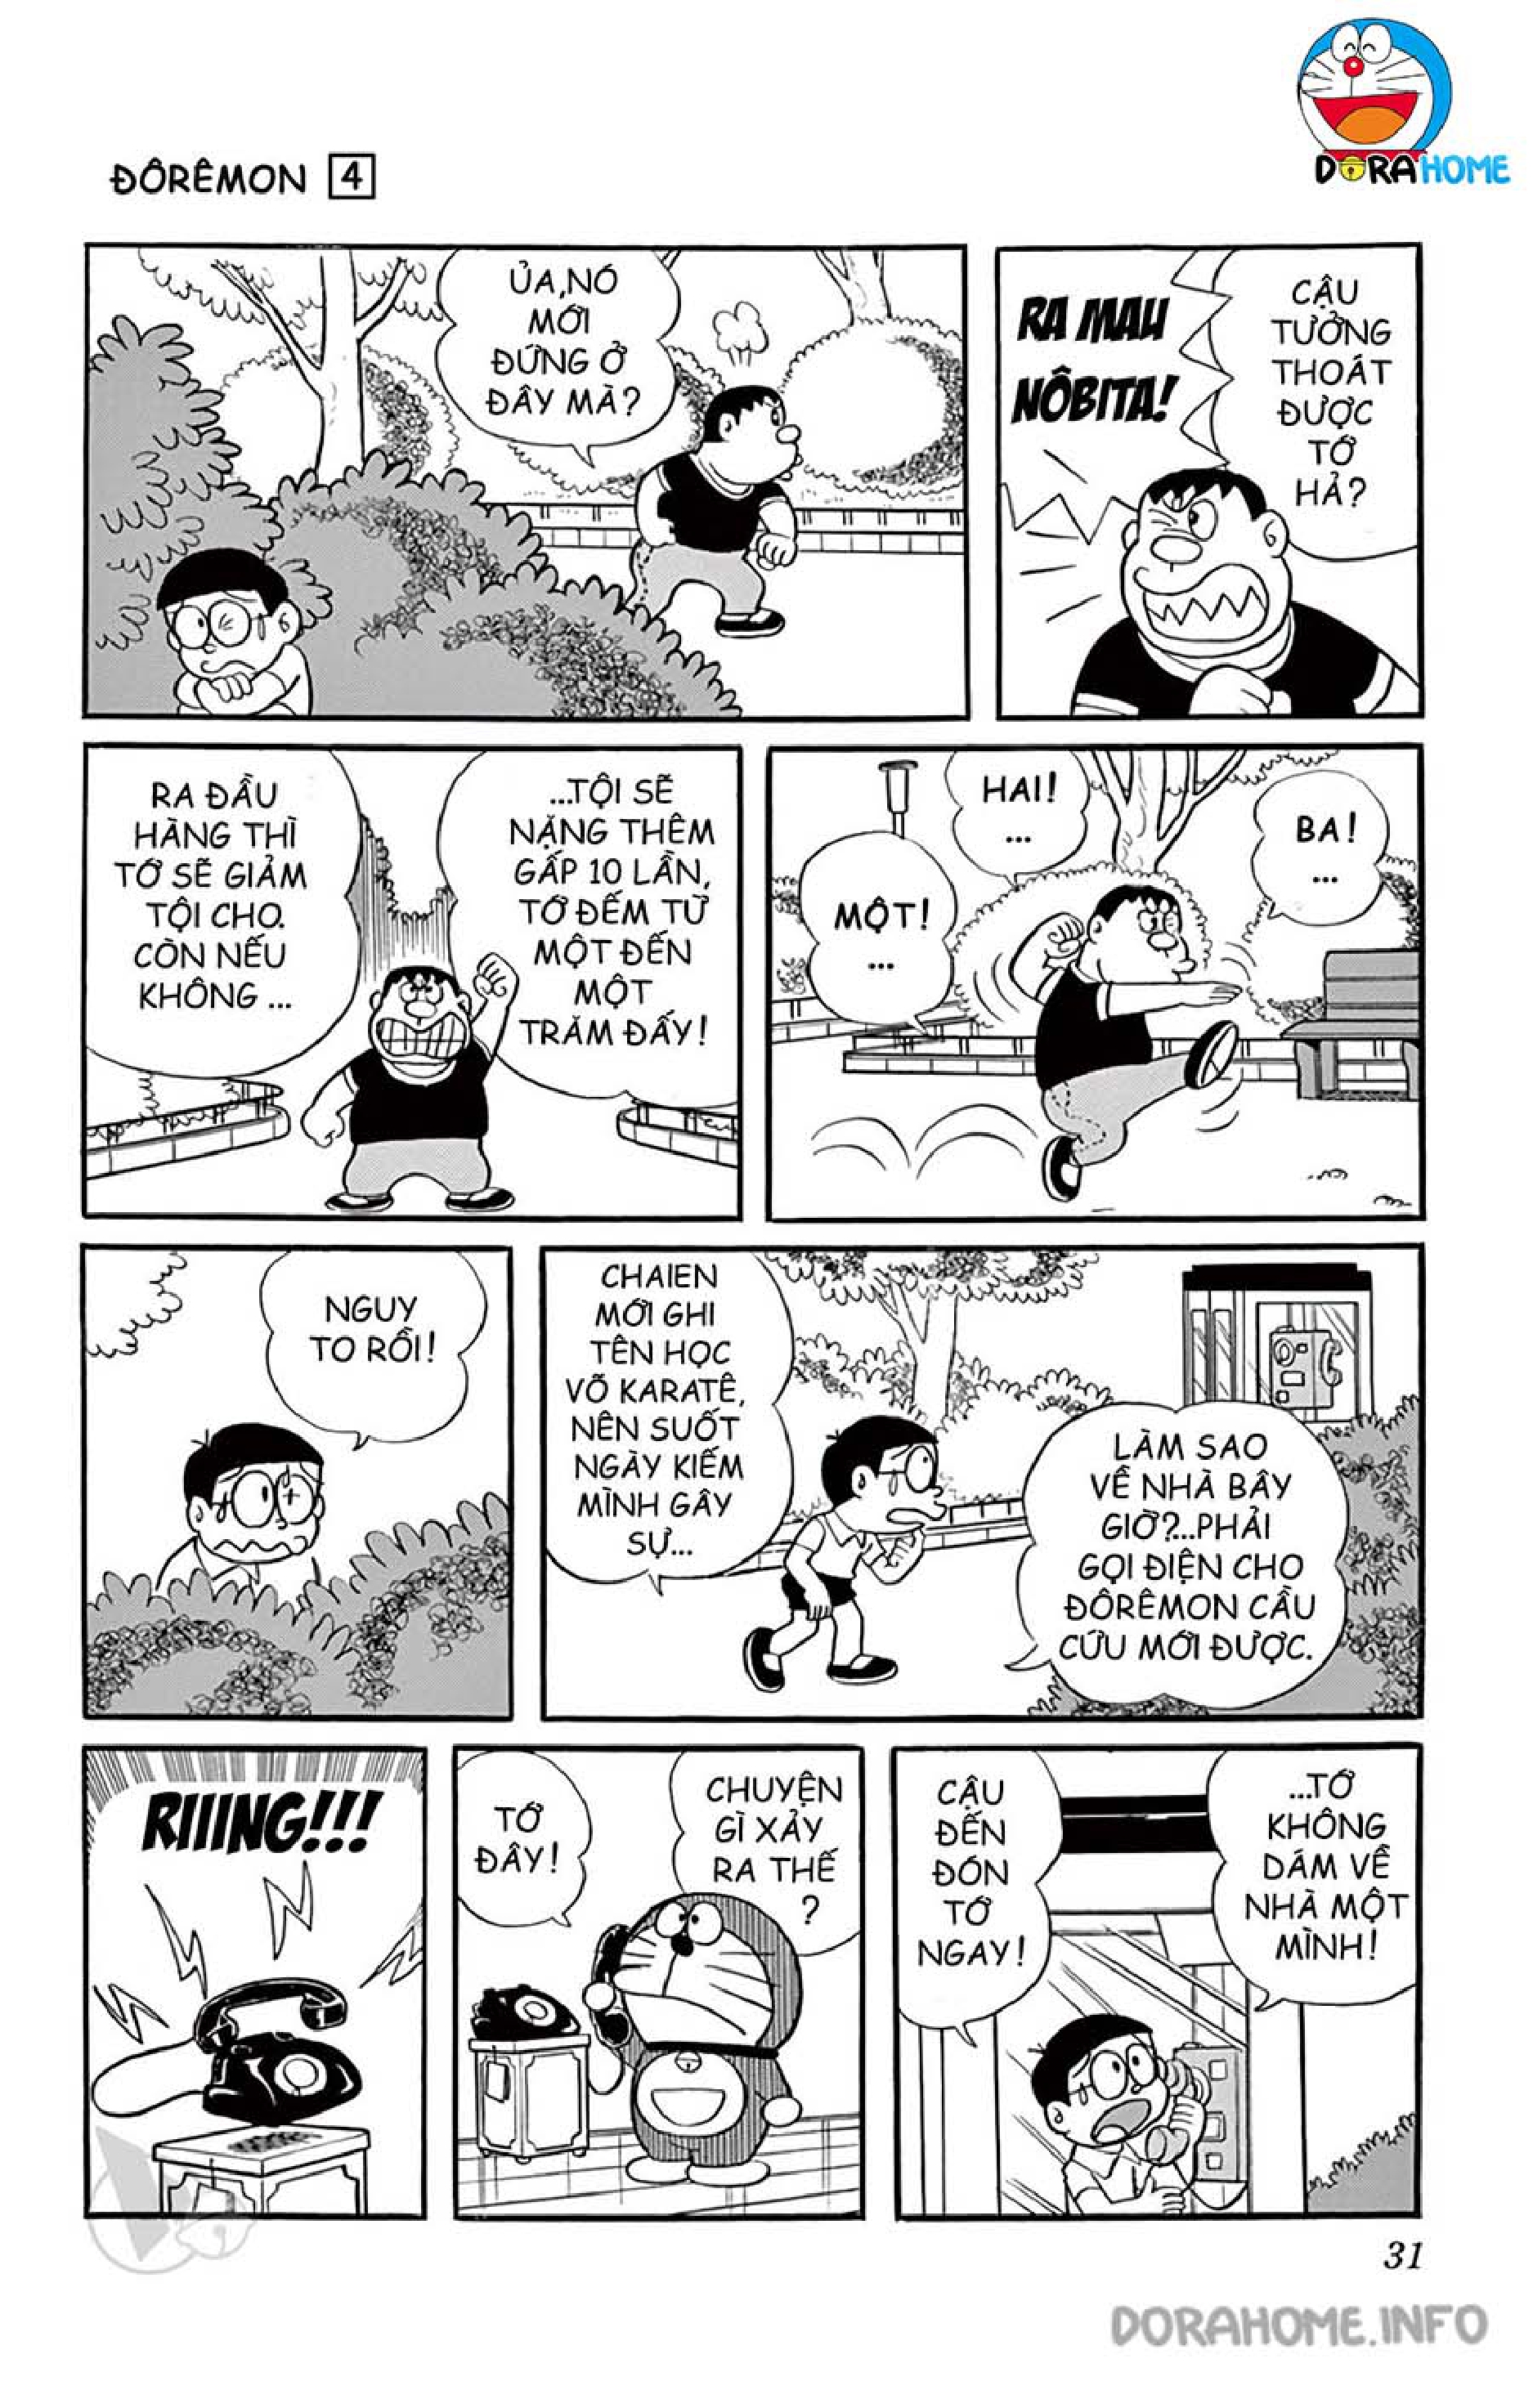 DORAHOME
ĐÔRÊMON 4
ỦA,NÓ
MỚI
ĐỨNG Ở
ĐÂY MÀ?
RA MAU
NÔBITA!
CẬU
TƯỞNG
THOÁT
ĐƯỢC
TỚ
HẢ?
RA ĐẦU
HÀNG THÌ
TỚ SẼ GIẢM
TỘI CHO.
CÒN NẾU
KHÔNG ...
...TỘI SẼ
NẶNG THÊM
GẤP 10 LẦN,
TỚ ĐẾM TỪ
MỘT ĐẾN
MỘT
TRĂM ĐẤY!
MỘT!
...
HAI!
...
BA!
...
NGUY
TO RỒI!
CHAIEN
MỚI GHI
TÊN HỌC
VÕ KARATÊ,
NÊN SUỐT
NGÀY KIẾM
MÌNH GÂY
SỰ...
LÀM SAO
VỀ NHÀ BÂY
GIỜ?...PHẢI
GỌI ĐIỆN CHO
ĐÔRÊMON CẦU
CỨU MỚI ĐƯỢC.
RIIING!!!
TỚ
ĐÂY!
CHUYỆN
GÌ XẢY
RA THẾ
?
CẬU
ĐẾN
ĐÓN
TỚ
NGAY!
...TỚ
KHÔNG
DÁM VỀ
NHÀ MỘT
MÌNH!
31
DORAHOME.INFO